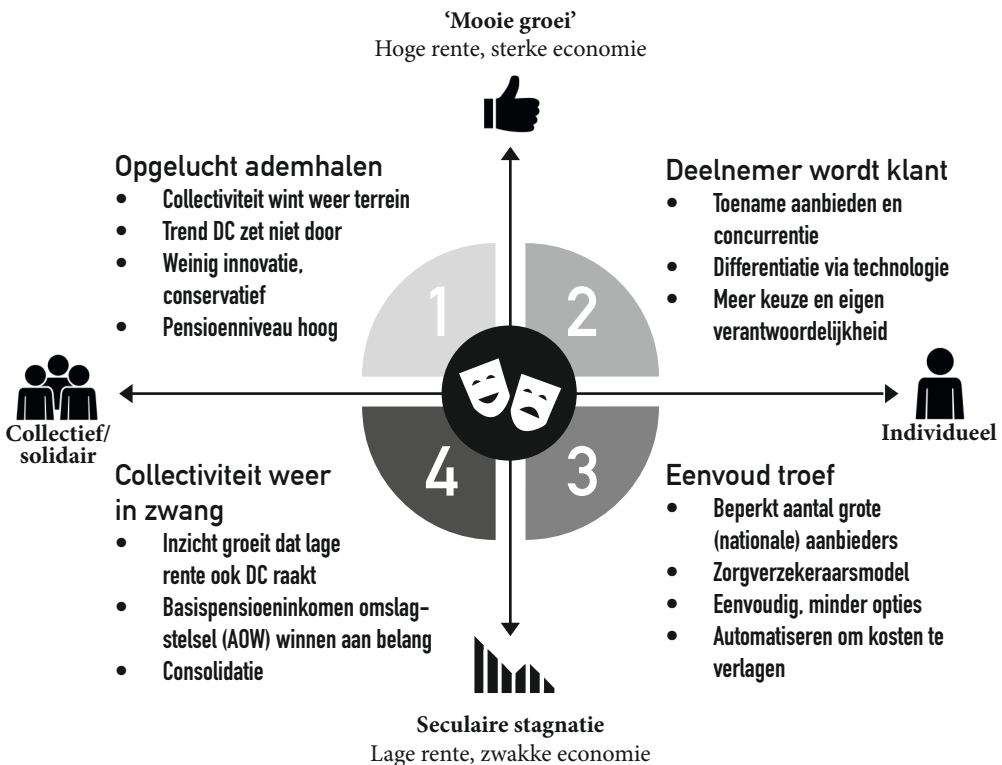 ‘Mooie groei’
Hoge rente, sterke economie
Opgelucht ademhalen
• Collectiviteit wint weer terrein
• Trend DC zet niet door
• Weinig innovatie,
conservatief
• Pensioenniveau hoog
Deelnemer wordt klant
• Toename aanbieden en
concurrentie
• Differentiatie via technologie
• Meer keuze en eigen
verantwoordelijkheid
1
2
Collectief/
solidair
Individueel
4
3
Collectiviteit weer
in zwang
• Inzicht groeit dat lage
rente ook DC raakt
• Basispensioeninkomen omslag-
stelsel (AOW) winnen aan belang
• Consolidatie
Eenvoud troef
• Beperkt aantal grote
(nationale) aanbieders
• Zorgverzekeraarsmodel
• Eenvoudig, minder opties
• Automatiseren om kosten te
verlagen
Seculaire stagnatie
Lage rente, zwakke economie